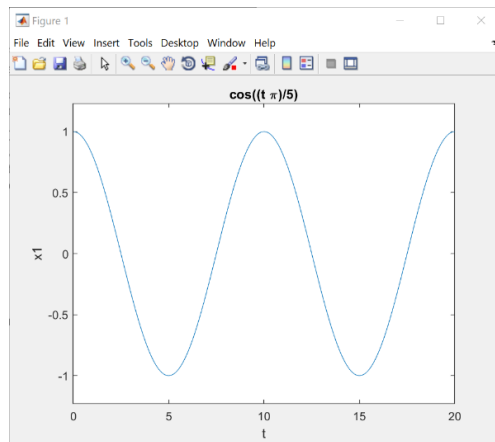 Figure 1
File Edit View Insert Tools Desktop Window Help
cos((t π)/5)
1
0.5
0
-0.5
-1
x1
0 5 10 15 20
t